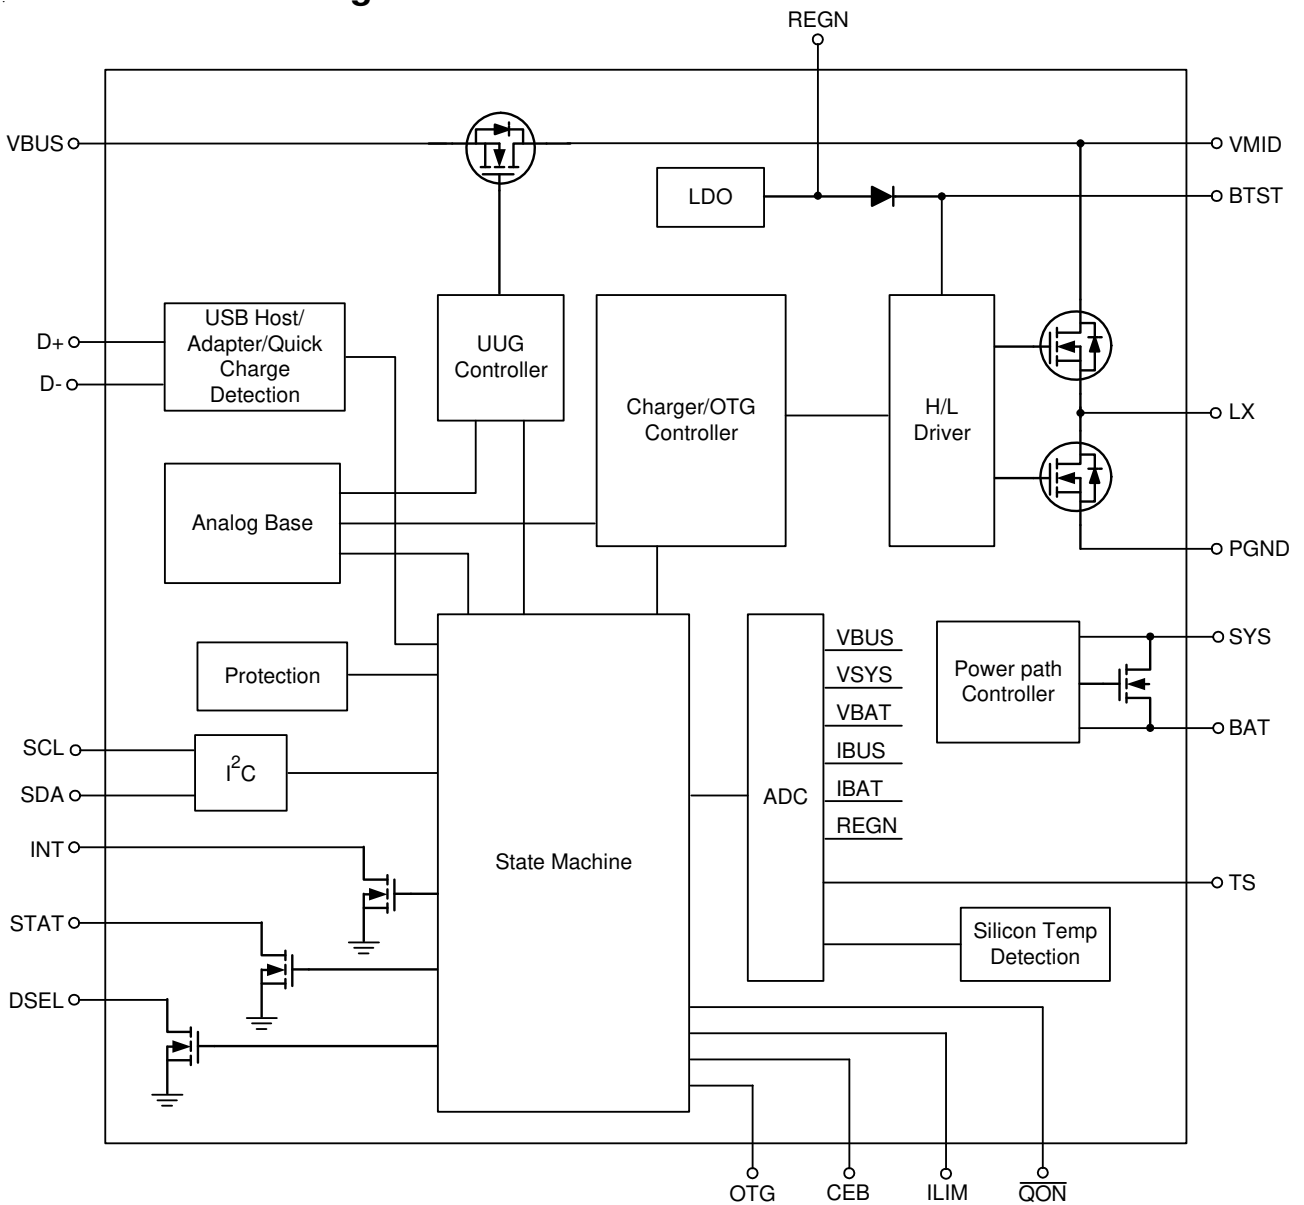 REGN
VBUS
VMID
LDO
BTST
USB Host/
Adapter/Quick
Charge
Detection
D+
D-
UUG
Controller
Charger/OTG
Controller
H/L
Driver
LX
Analog Base
PGND
Protection
VBUS
VSYS
VBAT
IBUS
IBAT
REGN
ADC
Power path
Controller
SYS
BAT
SCL
SDA
I2C
INT
State Machine
TS
STAT
Silicon Temp
Detection
DSEL
OTG
CEB
ILIM
QON